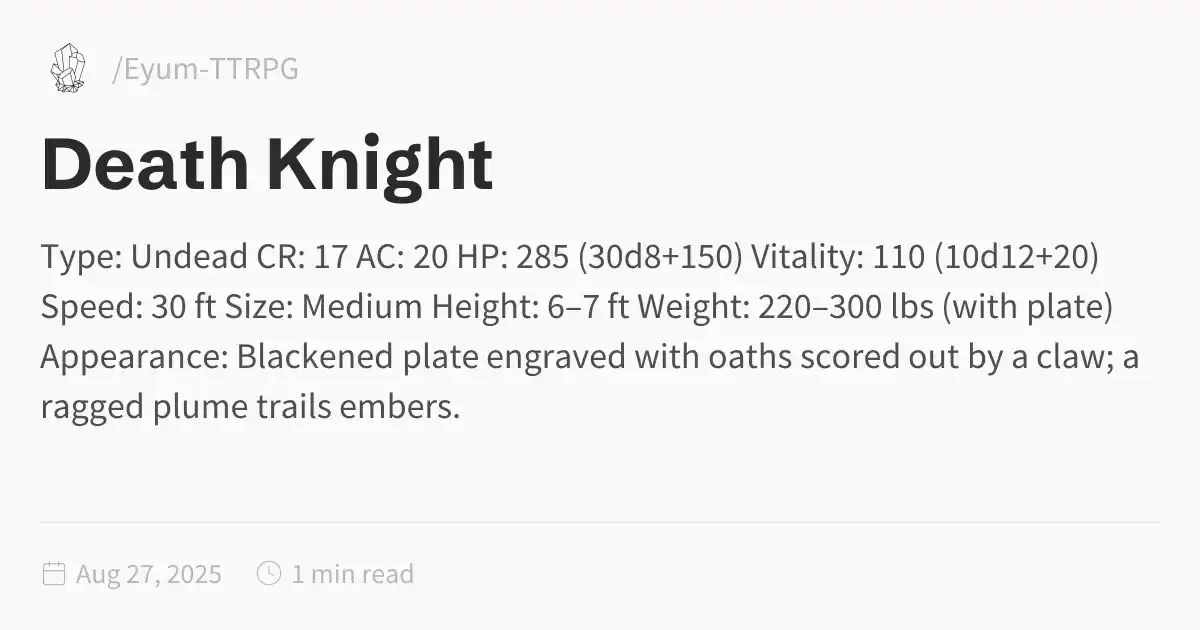 /Eyum-TTRPG
Death Knight
Type: Undead CR: 17 AC: 20 HP: 285 (30d8+150) Vitality: 110 (10d12+20)
Speed: 30 ft Size: Medium Height: 6–7 ft Weight: 220–300 lbs (with plate)
Appearance: Blackened plate engraved with oaths scored out by a claw; a
ragged plume trails embers.
Aug 27, 2025 1 min read